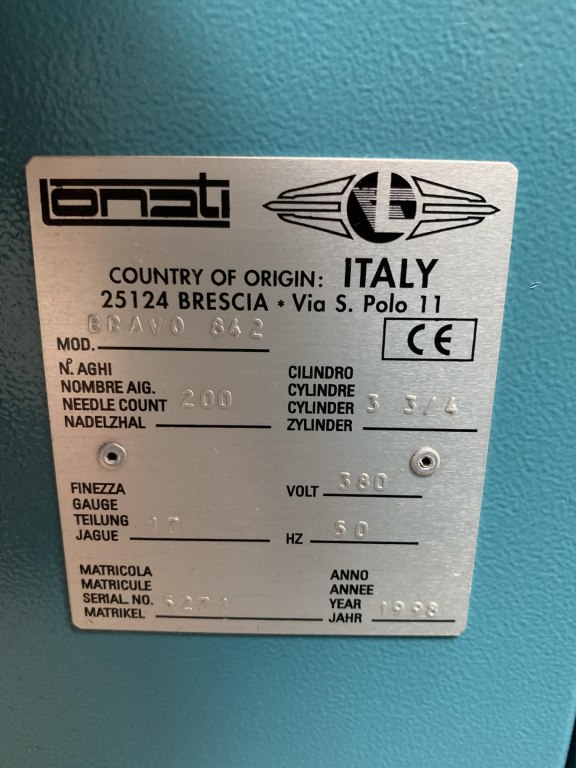 Lonati
COUNTRY OF ORIGIN: ITALY
25124 BRESCIA * Via S. Polo 11
MOD. BRAVO 842
CE
Nº. AGHI
NOMBRE AIG.
NEEDLE COUNT 200
NADELZHAL
CILINDRO
CYLINDRE
CYLINDER 3 3/4
ZYLINDER
FINEZZA
GAUGE
TEILUNG 17
JAGUE
VOLT 380
HZ 50
MATRICOLA
MATRICULE
SERIAL NO. 5271
MATRIKEL
ANNO
ANNEE
YEAR 1998
JAHR